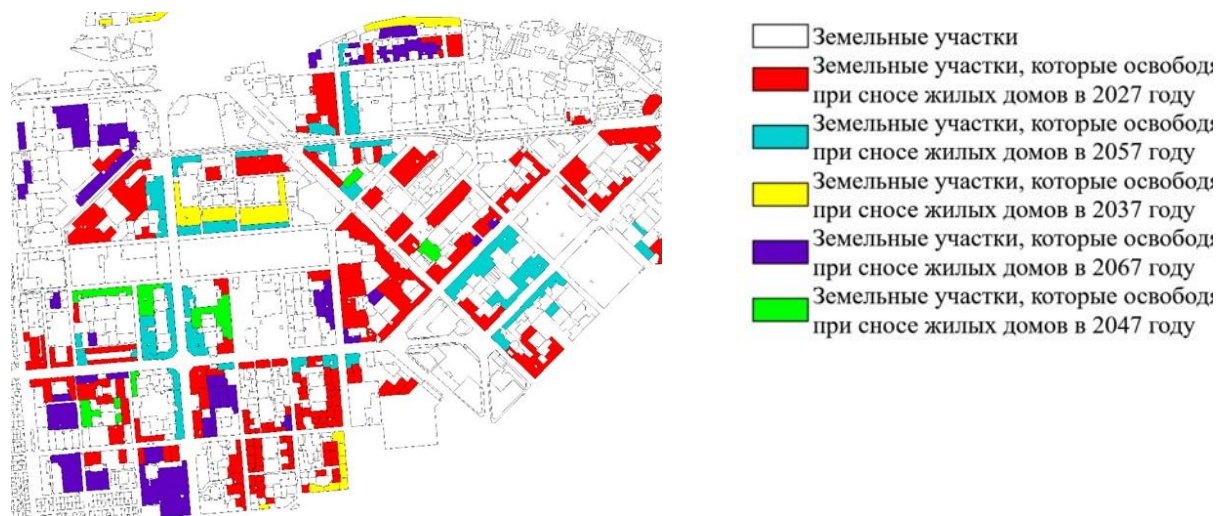 Земельные участки
Земельные участки, которые освободя
при сносе жилых домов в 2027 году
Земельные участки, которые освободя
при сносе жилых домов в 2057 году
Земельные участки, которые освободя
при сносе жилых домов в 2037 году
Земельные участки, которые освободя
при сносе жилых домов в 2067 году
Земельные участки, которые освободя
при сносе жилых домов в 2047 году